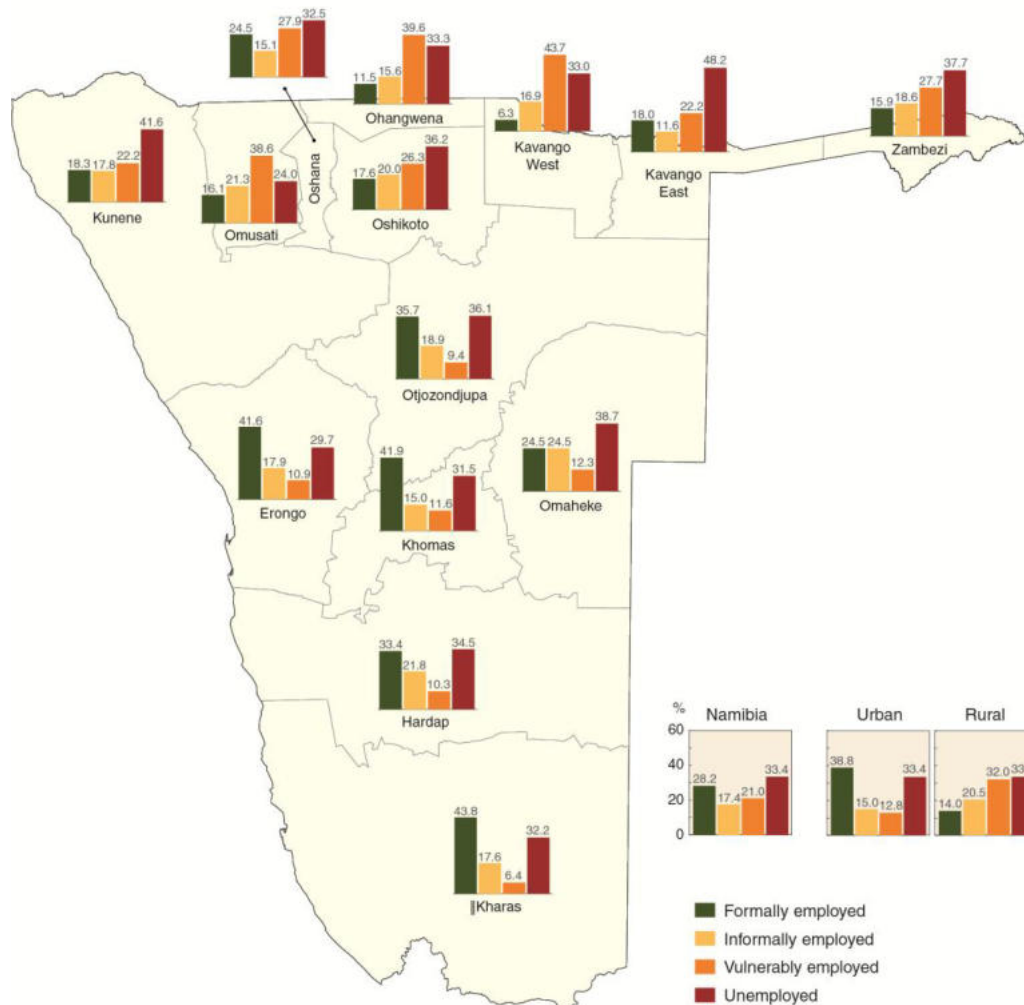 24.5 15.1 27.9 32.5
Oshana
11.5 15.6 39.6 33.3
Ohangwena
6.3 16.9 43.7 33.0
Kavango
West
18.0 11.6 22.2 48.2
Kavango
East
15.9 18.6 27.7 37.7
Zambezi
18.3 17.8 22.2 41.6
Kunene
16.1 21.3 38.6 24.0
Omusati
17.6 20.0 26.3 36.2
Oshikoto
35.7 18.9 9.4 36.1
Otjozondjupa
41.6 17.9 10.9 29.7
Erongo
41.9 15.0 11.6 31.5
Khomas
24.5 24.5 12.3 38.7
Omaheke
33.4 21.8 10.3 34.5
Hardap
43.8 17.6 6.4 32.2
ǁKharas
% Namibia Urban Rural
60
40
20
0
28.2 17.4 21.0 33.4
38.8 15.0 12.8 33.4
14.0 20.5 32.0 33
Formally employed
Informally employed
Vulnerably employed
Unemployed